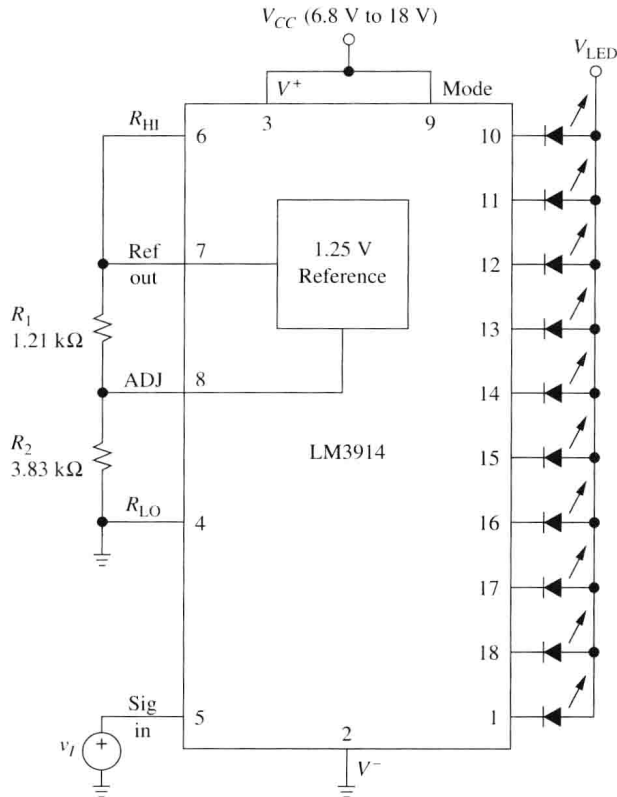 V_CC (6.8 V to 18 V)
V_LED
V^+
Mode
R_HI
3
9
6
10
11
Ref
out
7
1.25 V
Reference
12
R_1
1.21 kΩ
13
ADJ
8
14
R_2
3.83 kΩ
LM3914
15
R_LO
4
16
17
18
Sig
in
5
2
1
v_I
+
V^−